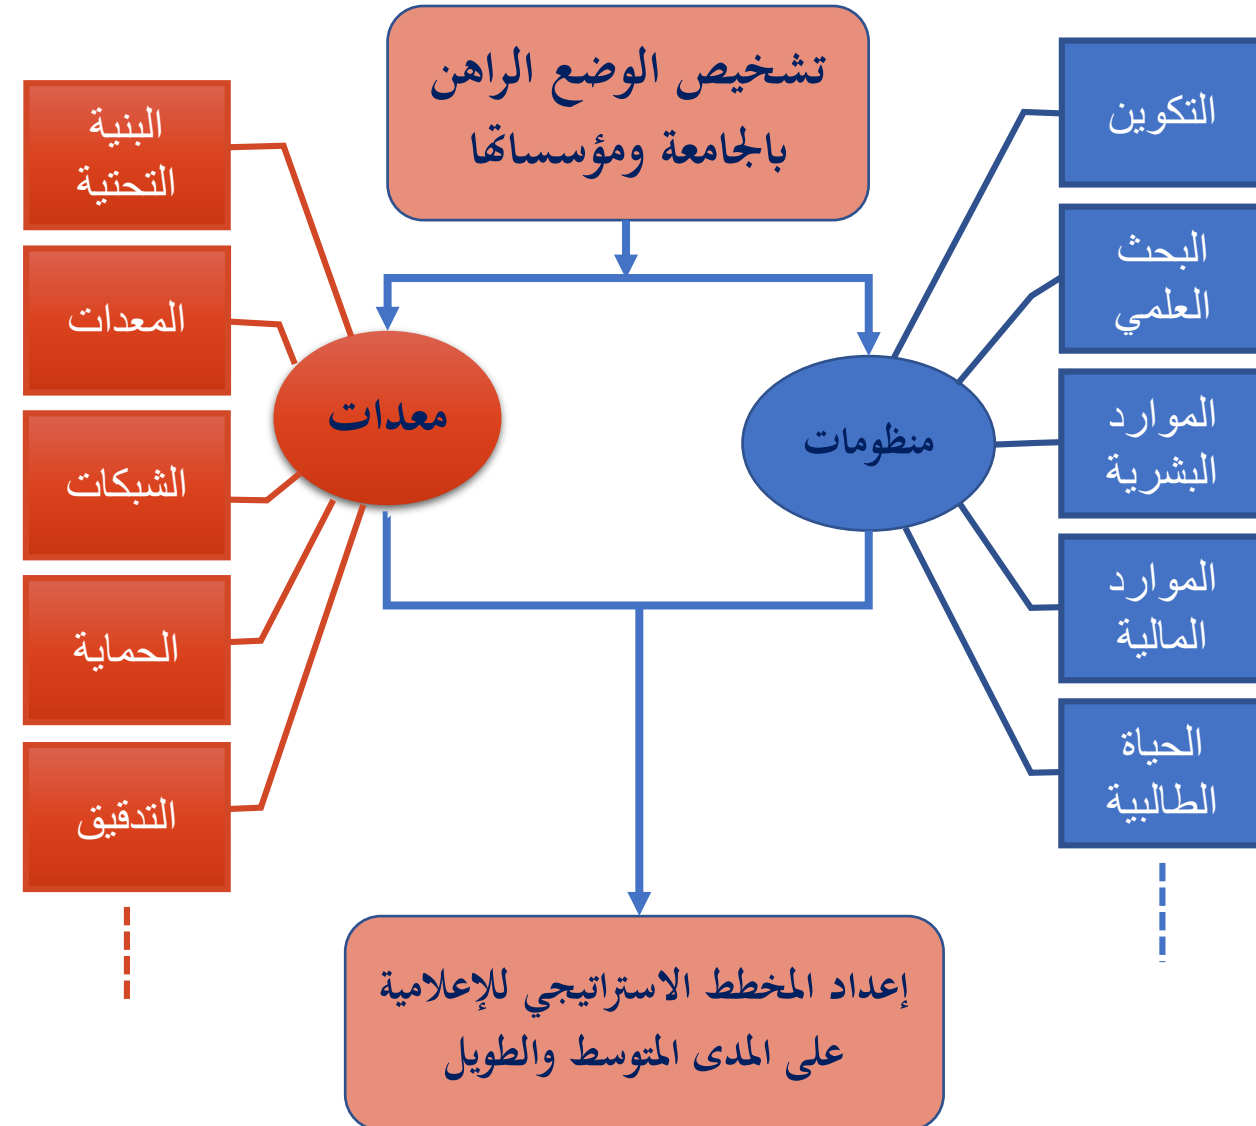 تشخيص الوضع الراهن
بالجامعة ومؤسساتها
التكوين
البحث
العلمي
الموارد
البشرية
الموارد
المالية
الحياة
الطالبية
منظومات
معدات
البنية
التحتية
المعدات
الشبكات
الحماية
التدقيق
إعداد المخطط الاستراتيجي للإعلامية
على المدى المتوسط والطويل